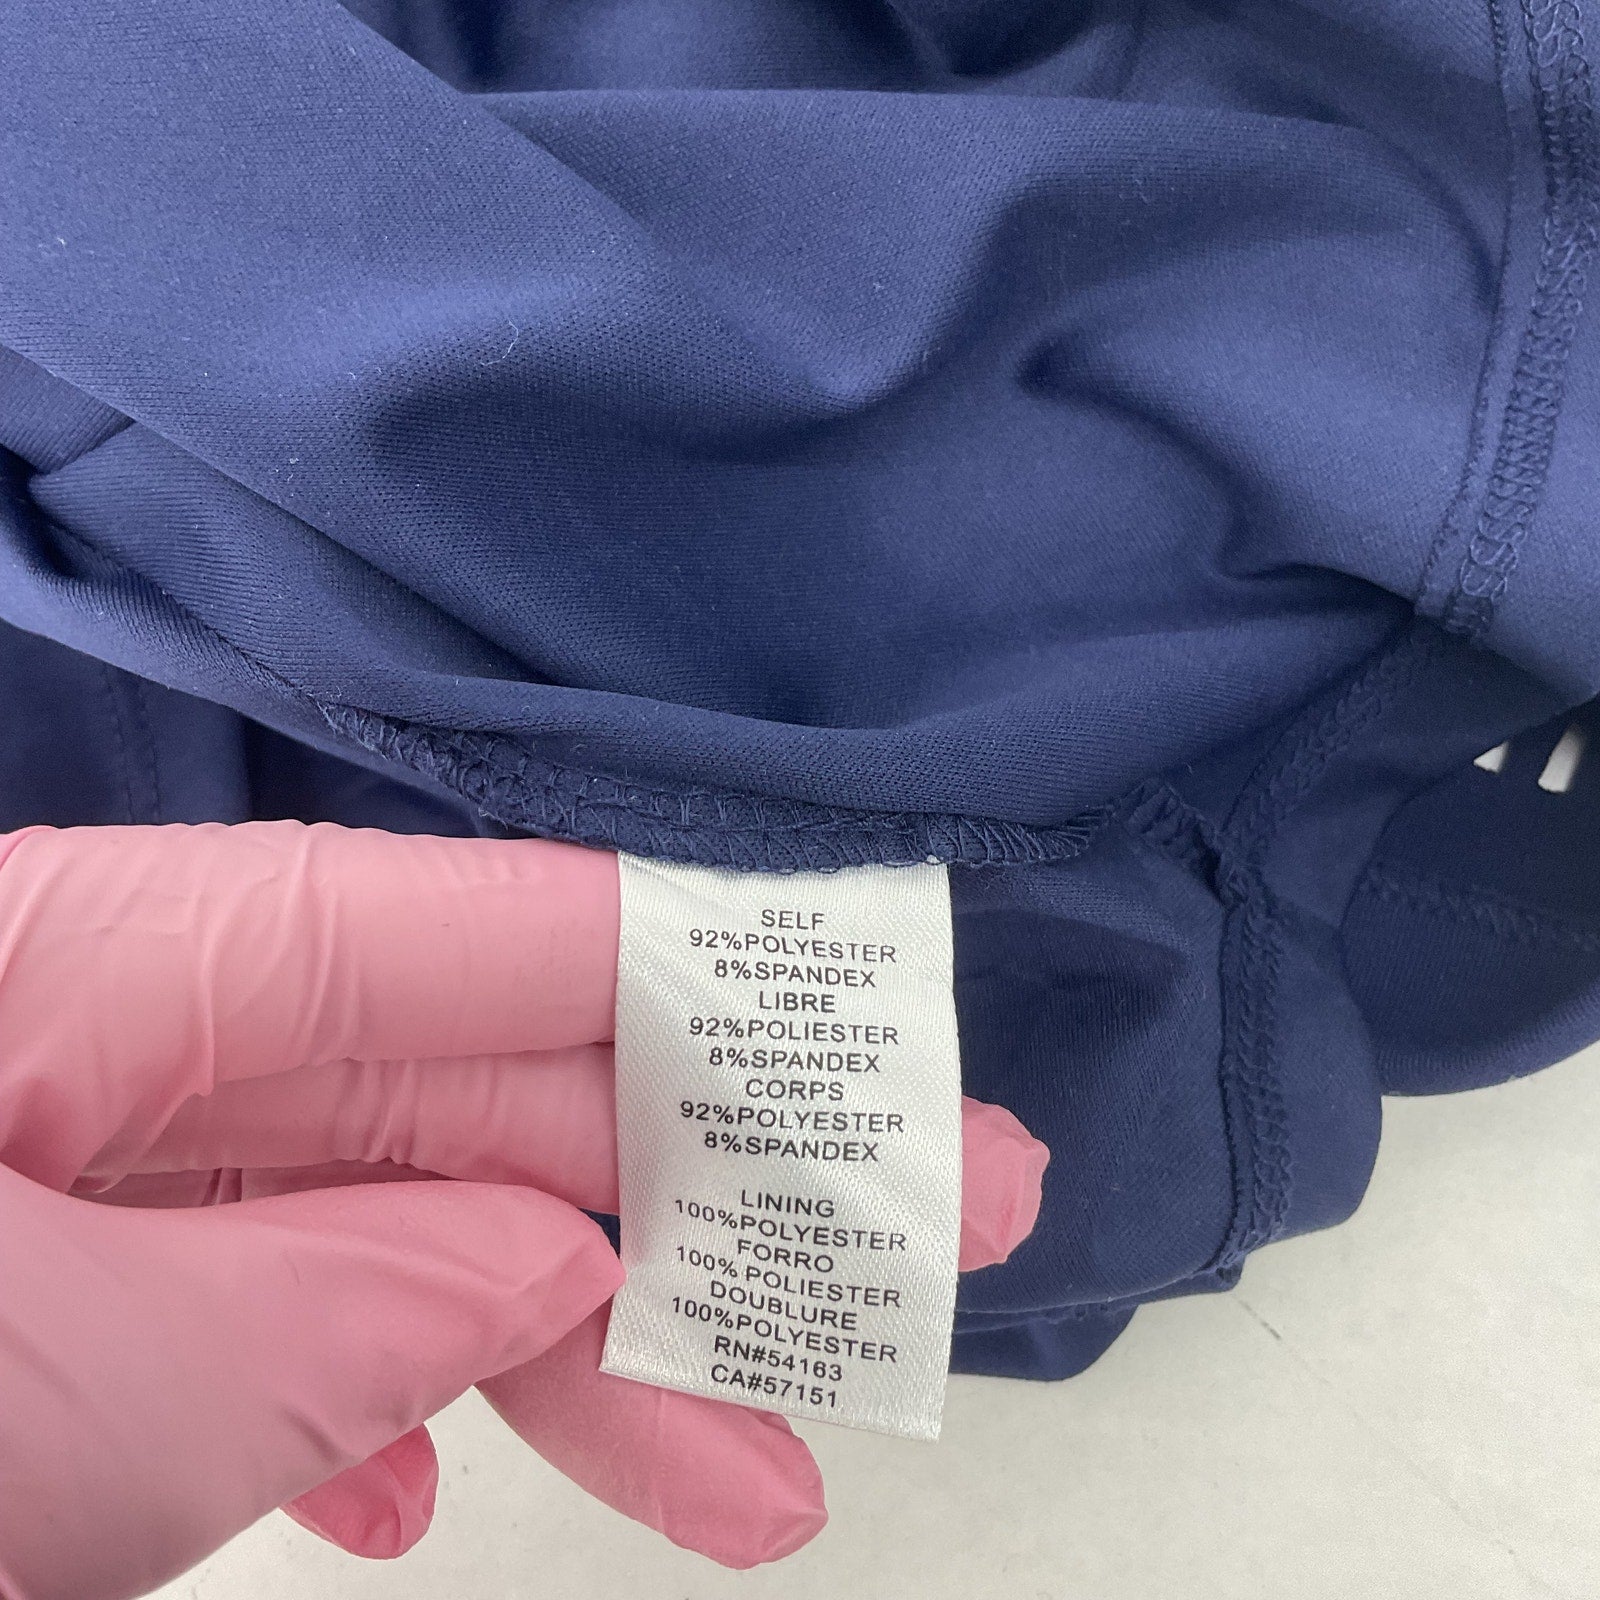 SELF
92%POLYESTER
8%SPANDEX
LIBRE
92%POLIESTER
8%SPANDEX
CORPS
92%POLYESTER
8%SPANDEX
LINING
100%POLYESTER
FORRO
100% POLIESTER
DOUBLURE
100%POLYESTER
RN#54163
CA#57151